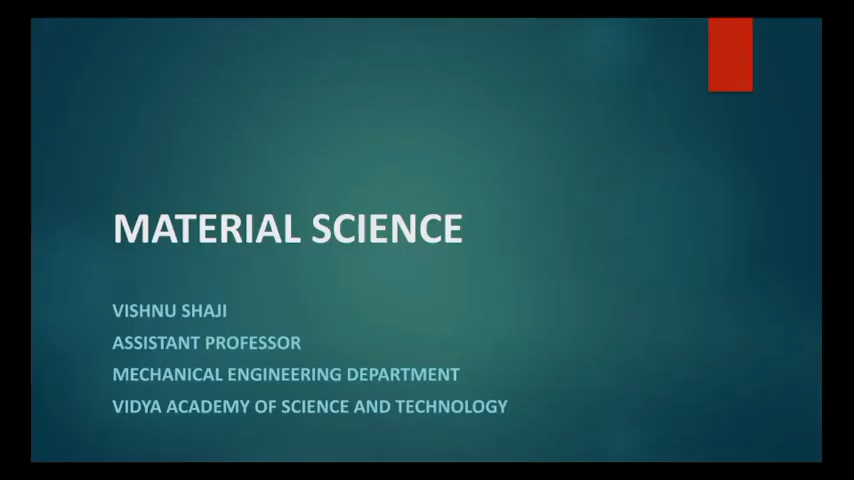 MATERIAL SCIENCE
VISHNU SHAJI
ASSISTANT PROFESSOR
MECHANICAL ENGINEERING DEPARTMENT
VIDYA ACADEMY OF SCIENCE AND TECHNOLOGY